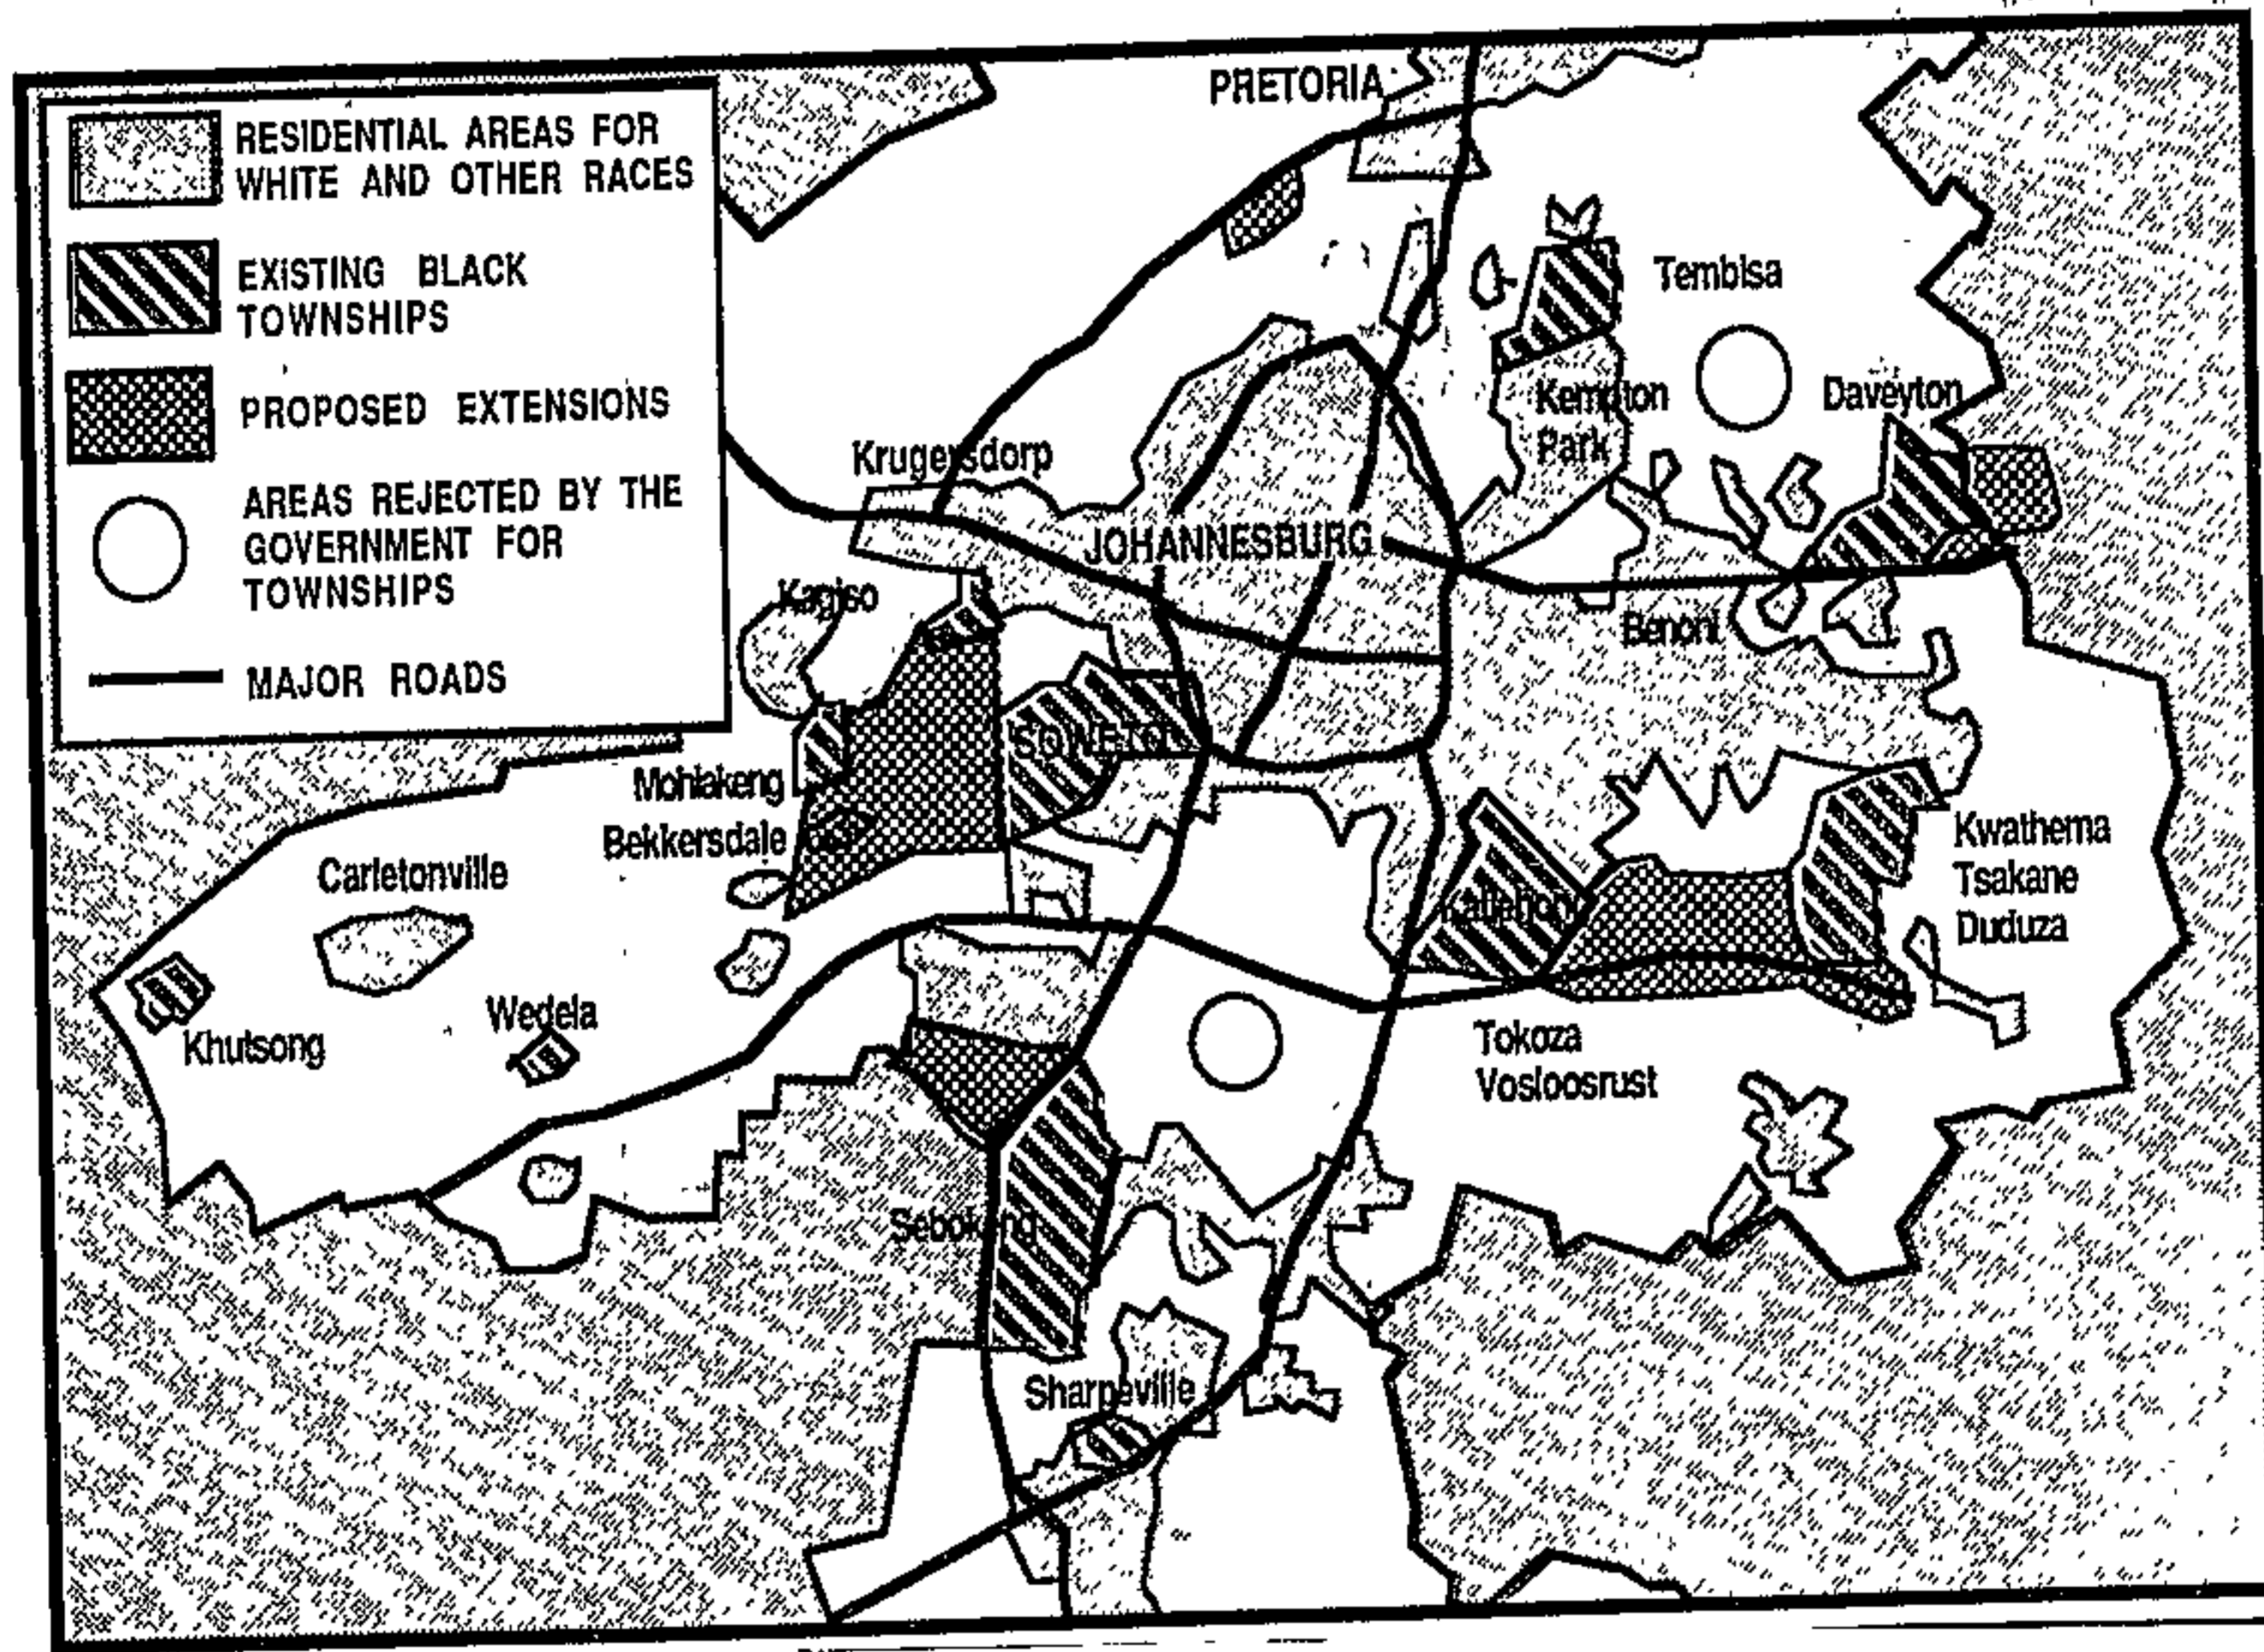 RESIDENTIAL AREAS FOR
WHITE AND OTHER RACES
EXISTING BLACK
TOWNSHIPS
PROPOSED EXTENSIONS
AREAS REJECTED BY THE
GOVERNMENT FOR
TOWNSHIPS
MAJOR ROADS
PRETORIA
Tembisa
Kempton
Park
Daveyton
Krugersdorp
JOHANNESBURG
Kagiso
Benoni
SOWETO
Mohlakeng
Bekkersdale
Carletonville
Khutsong
Wedela
Katlehong
Kwathema
Tsakane
Duduza
Tokoza
Vosloosrust
Sebokeng
Sharpeville